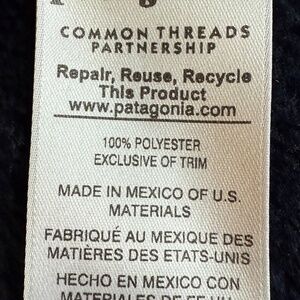 COMMON THREADS
PARTNERSHIP
Repair, Reuse, Recycle
This Product
www.patagonia.com
100% POLYESTER
EXCLUSIVE OF TRIM
MADE IN MEXICO OF U.S.
MATERIALS
FABRIQUÉ AU MEXIQUE DES
MATIÈRES DES ETATS-UNIS
HECHO EN MEXICO CON
MATERIALES DE